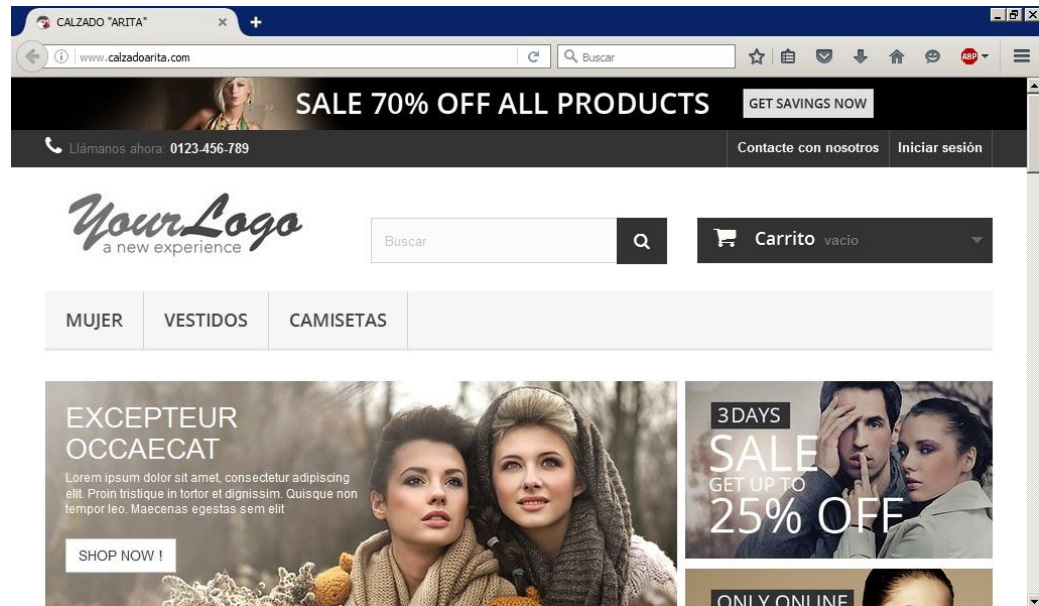 CALZADO "ARITA"
www.calzadoarita.com
Buscar
ABP
SALE 70% OFF ALL PRODUCTS
GET SAVINGS NOW
Llámanos ahora: 0123-456-789
Contacte con nosotros
Iniciar sesión
YourLogo
a new experience
Buscar
Carrito vacío
MUJER
VESTIDOS
CAMISETAS
EXCEPTEUR
OCCAECAT
Lorem ipsum dolor sit amet, consectetur adipiscing
elit. Proin tristique in tortor et dignissim. Quisque non
tempor leo. Maecenas egestas sem elit
SHOP NOW !
3DAYS
SALE
GET UP TO
25% OFF
ONLY ONLINE